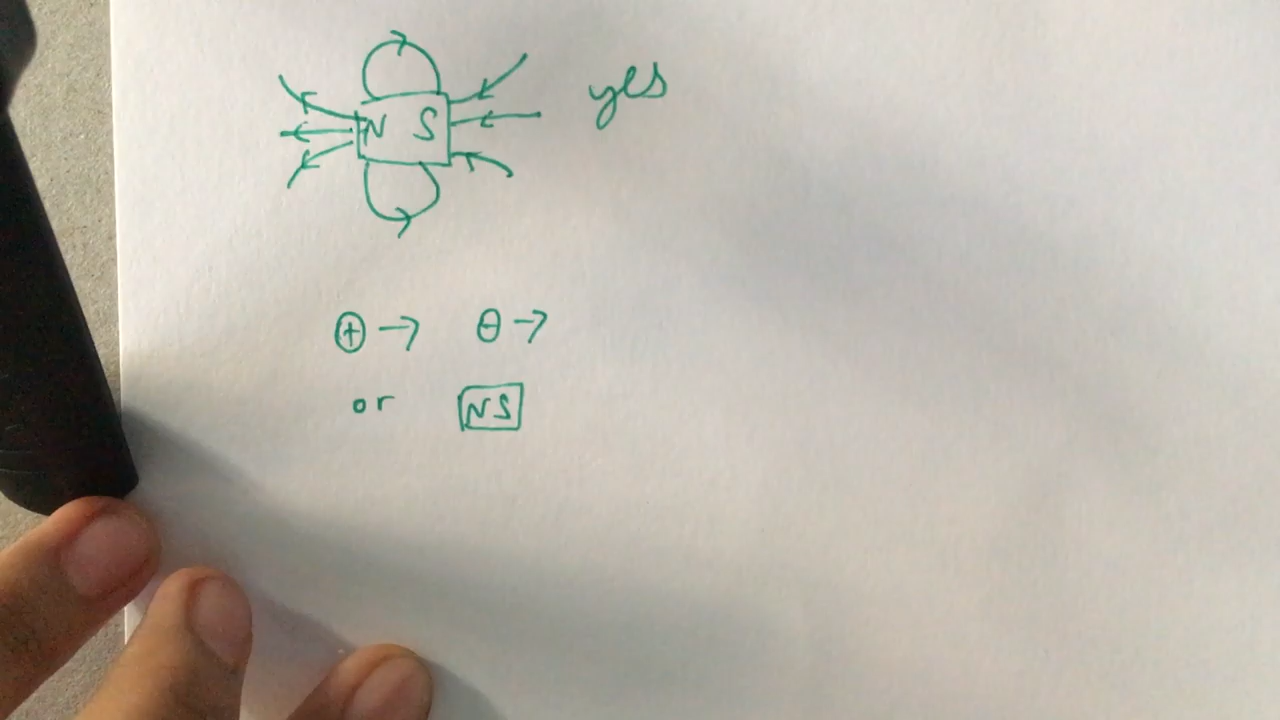 N S yes
⊕ → ⊖ →
or NS